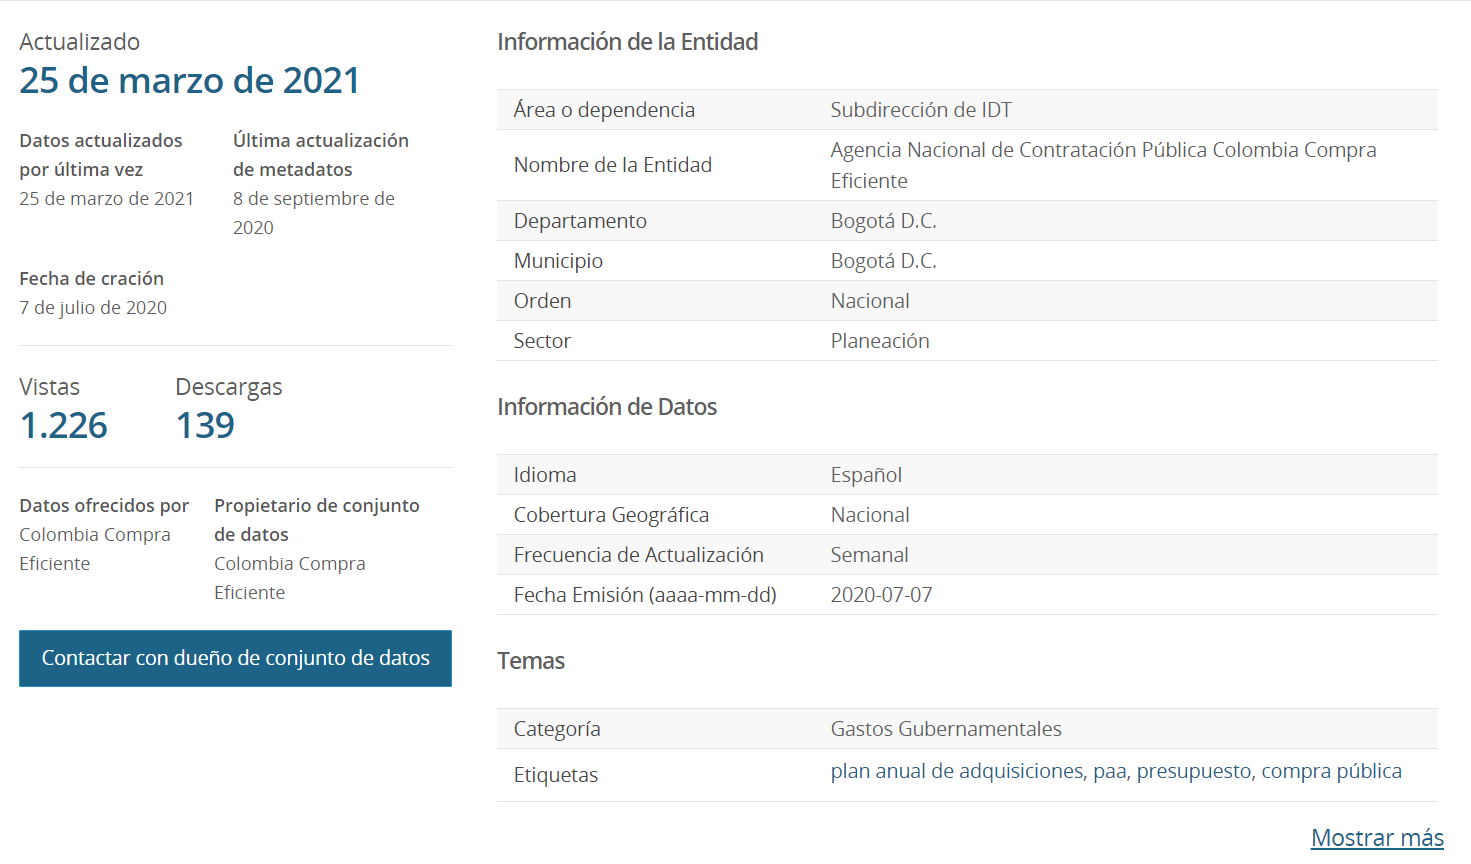 Actualizado
25 de marzo de 2021
Datos actualizados
por última vez
25 de marzo de 2021
Última actualización
de metadatos
8 de septiembre de
2020
Fecha de cración
7 de julio de 2020
Vistas
1.226
Descargas
139
Datos ofrecidos por
Colombia Compra
Eficiente
Propietario de conjunto
de datos
Colombia Compra
Eficiente
Contactar con dueño de conjunto de datos
Información de la Entidad
Área o dependencia Subdirección de IDT
Nombre de la Entidad Agencia Nacional de Contratación Pública Colombia Compra
Eficiente
Departamento Bogotá D.C.
Municipio Bogotá D.C.
Orden Nacional
Sector Planeación
Información de Datos
Idioma Español
Cobertura Geográfica Nacional
Frecuencia de Actualización Semanal
Fecha Emisión (aaaa-mm-dd) 2020-07-07
Temas
Categoría Gastos Gubernamentales
Etiquetas plan anual de adquisiciones, paa, presupuesto, compra pública
Mostrar más